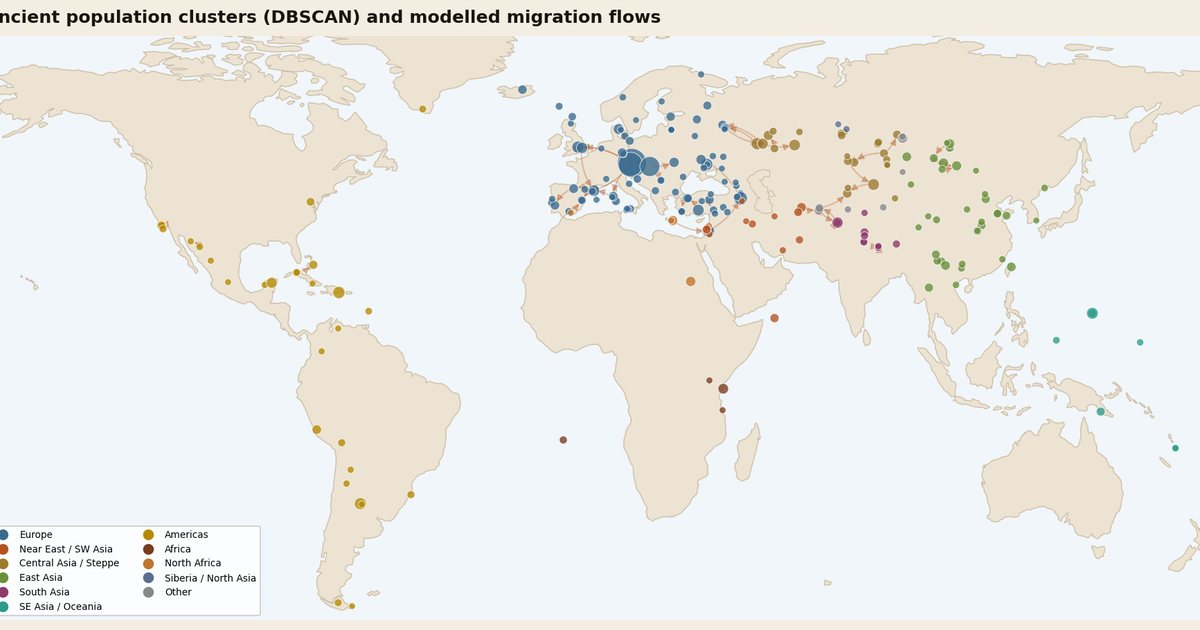 ncient population clusters (DBSCAN) and modelled migration flows
Europe
Near East / SW Asia
Central Asia / Steppe
East Asia
South Asia
SE Asia / Oceania
Americas
Africa
North Africa
Siberia / North Asia
Other